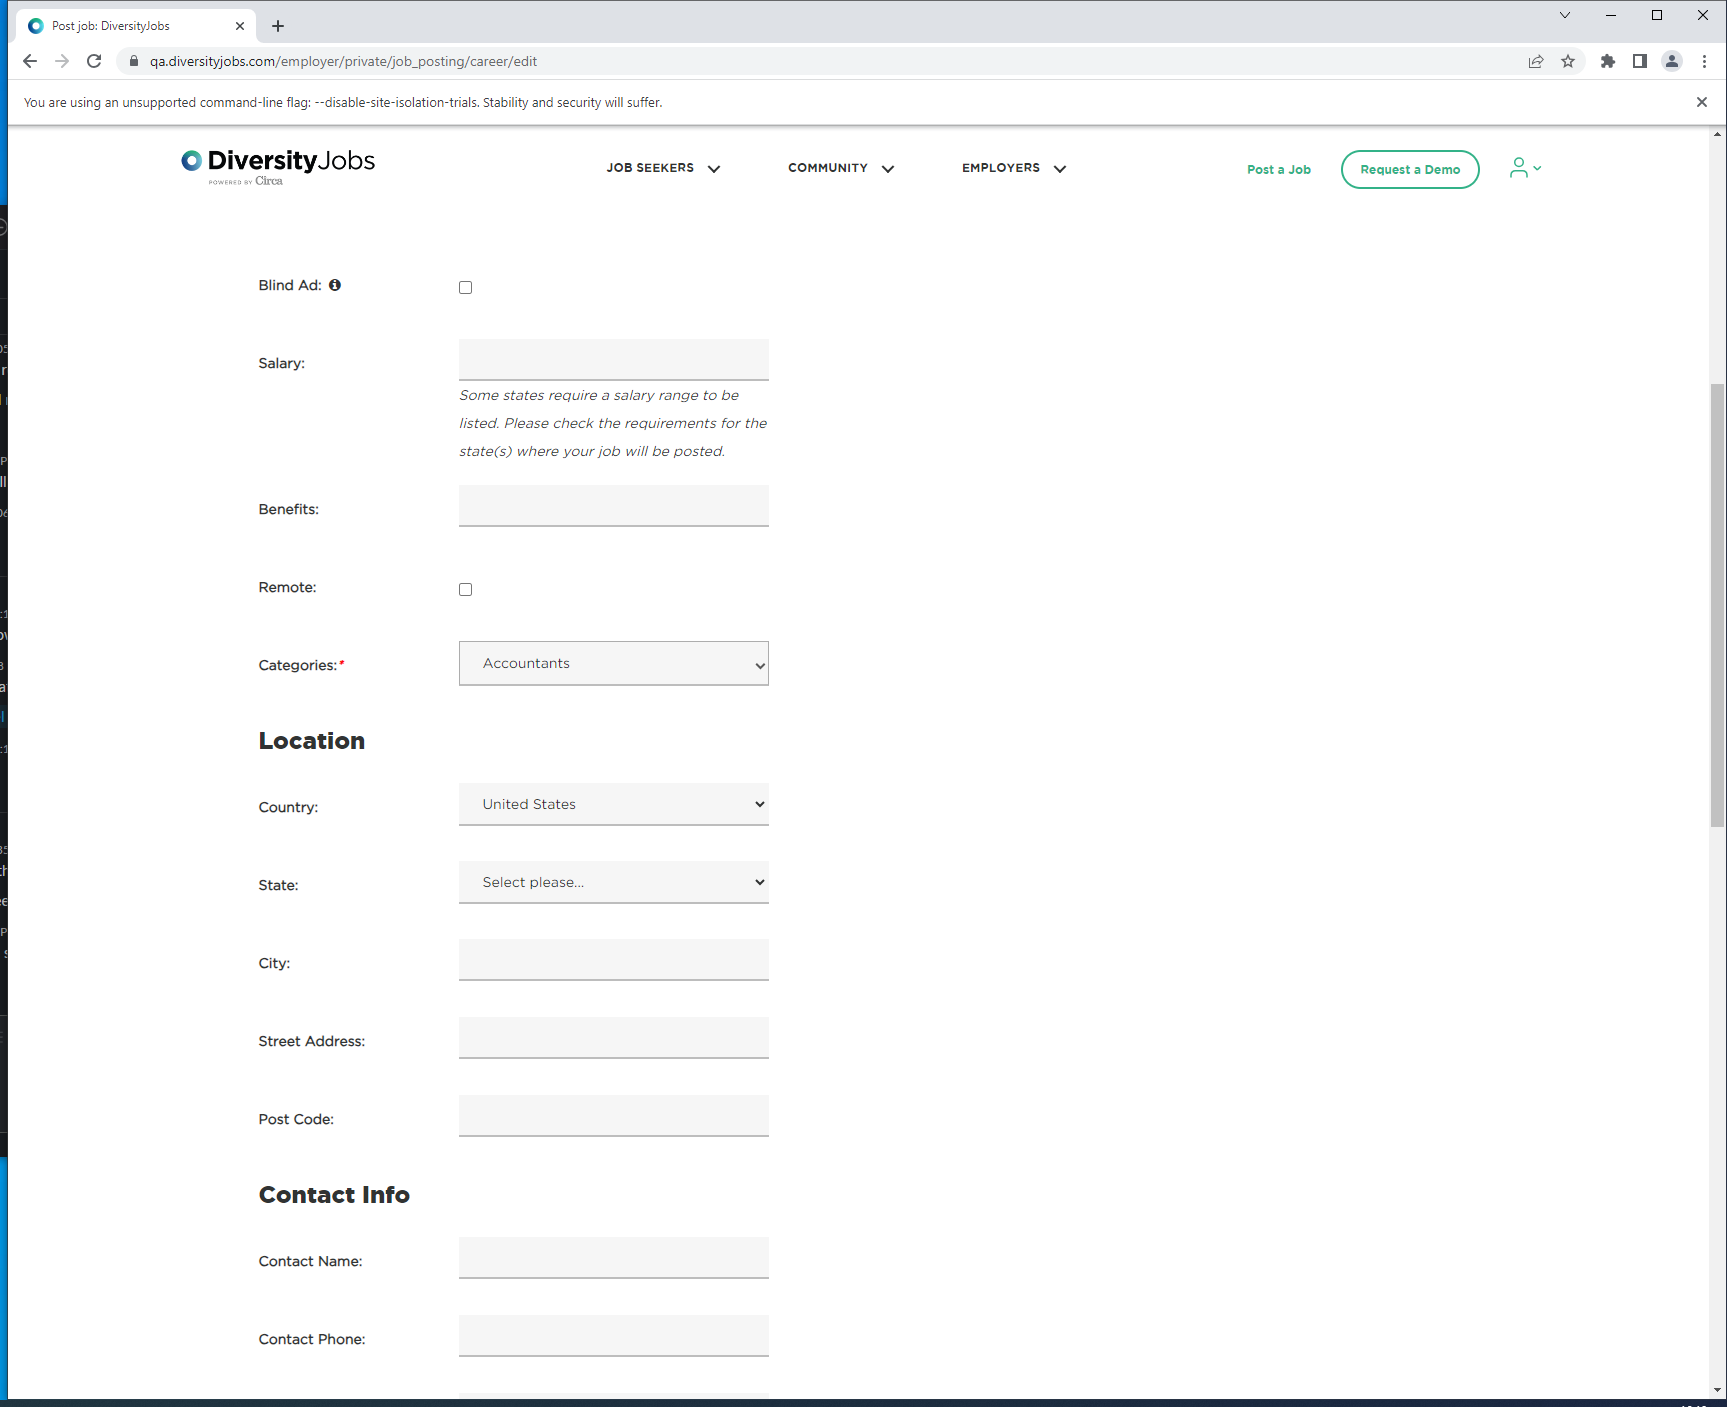 Post job: DiversityJobs
qa.diversityjobs.com/employer/private/job_posting/career/edit
You are using an unsupported command-line flag: --disable-site-isolation-trials. Stability and security will suffer.
DiversityJobs
POWERED BY Circa
JOB SEEKERS
COMMUNITY
EMPLOYERS
Post a Job
Request a Demo
Blind Ad:
Salary:
Some states require a salary range to be
listed. Please check the requirements for the
state(s) where your job will be posted.
Benefits:
Remote:
Categories:*
Accountants
Location
Country:
United States
State:
Select please...
City:
Street Address:
Post Code:
Contact Info
Contact Name:
Contact Phone: